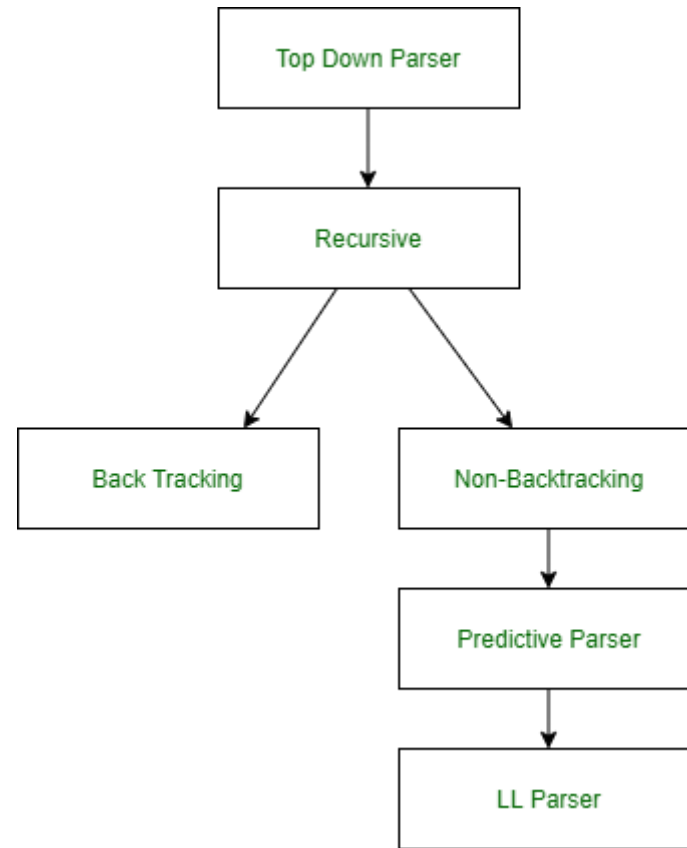 Top Down Parser
Recursive
Back Tracking
Non-Backtracking
Predictive Parser
LL Parser